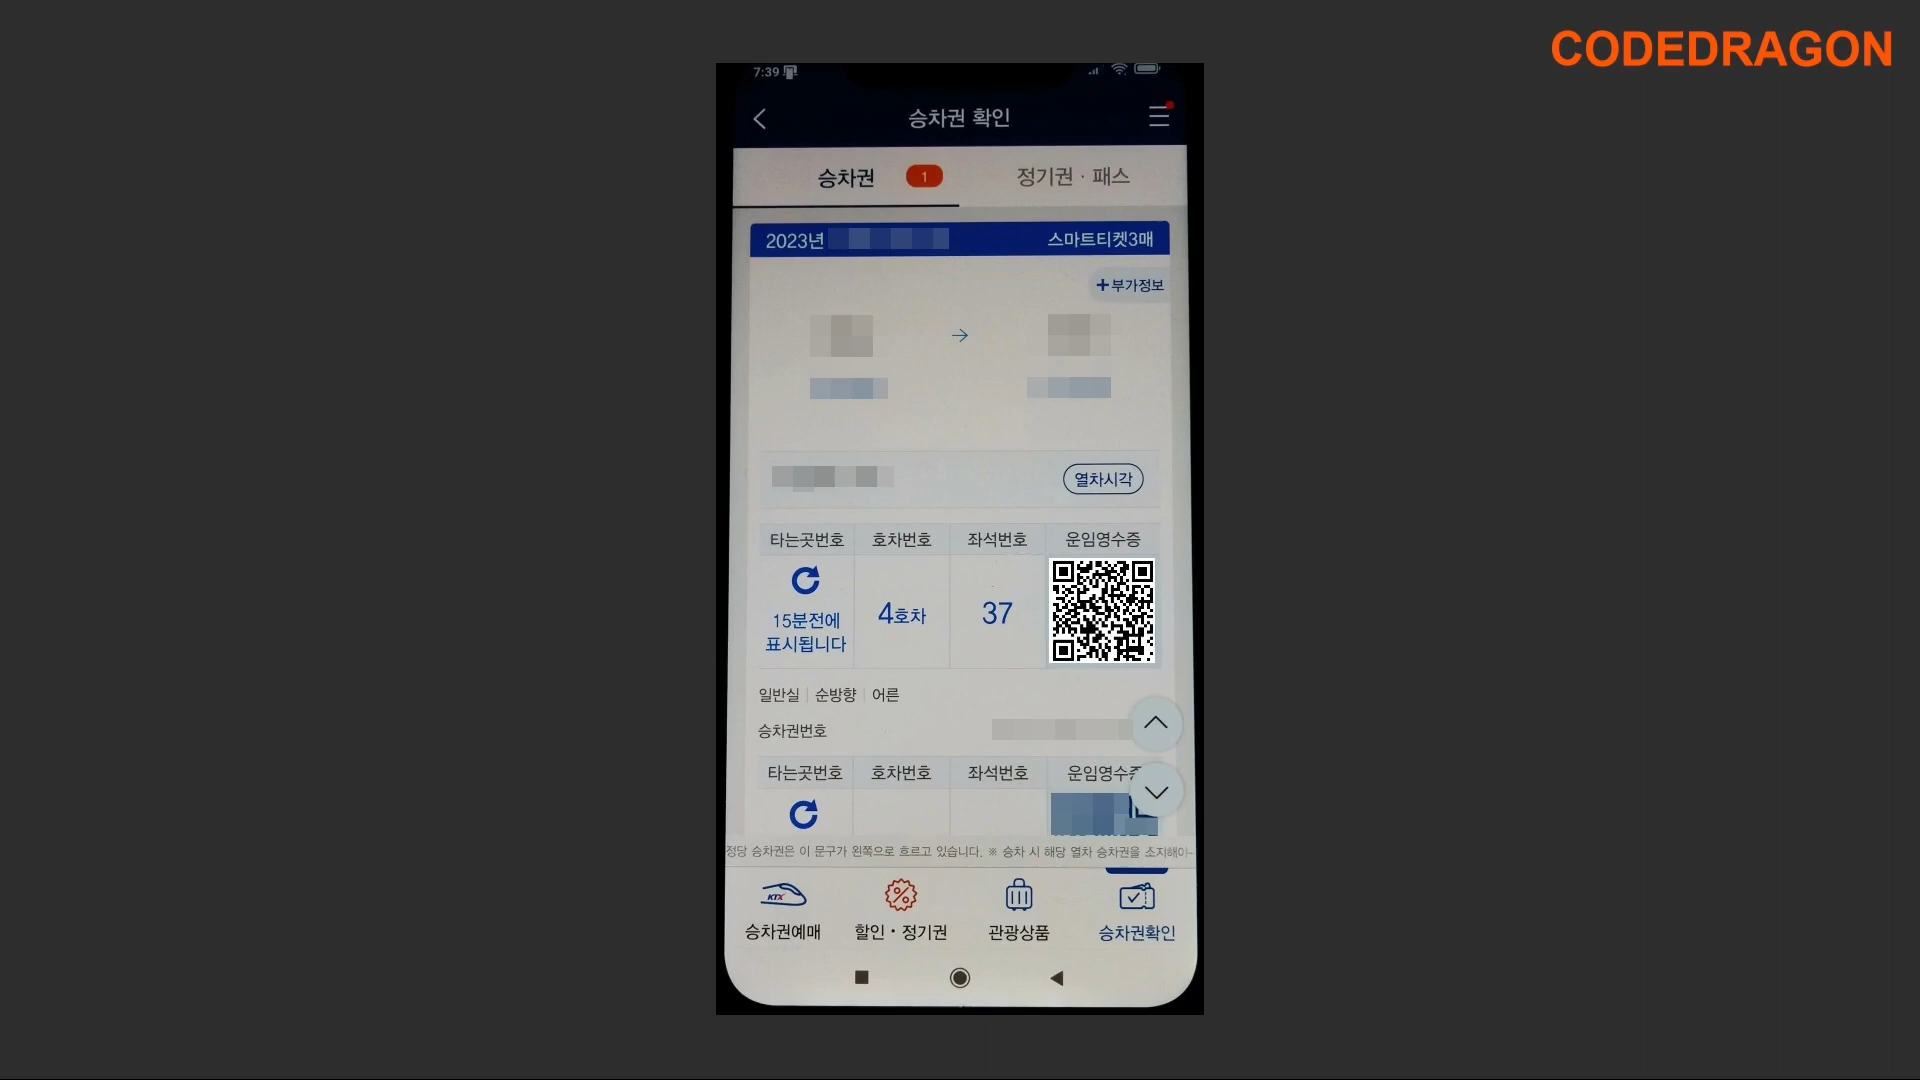 CODEDRAGON
7:39
승차권 확인
승차권 1 정기권 · 패스
2023년 스마트티켓3매
+부가정보
열차시각
타는곳번호 호차번호 좌석번호 운임영수증
15분전에
표시됩니다
4호차 37
일반실 순방향 어른
승차권번호
타는곳번호 호차번호 좌석번호 운임영수증
정당 승차권은 이 문구가 왼쪽으로 흐르고 있습니다. ※ 승차 시 해당 열차 승차권을 소지해야
KTX
승차권예매 할인·정기권 관광상품 승차권확인